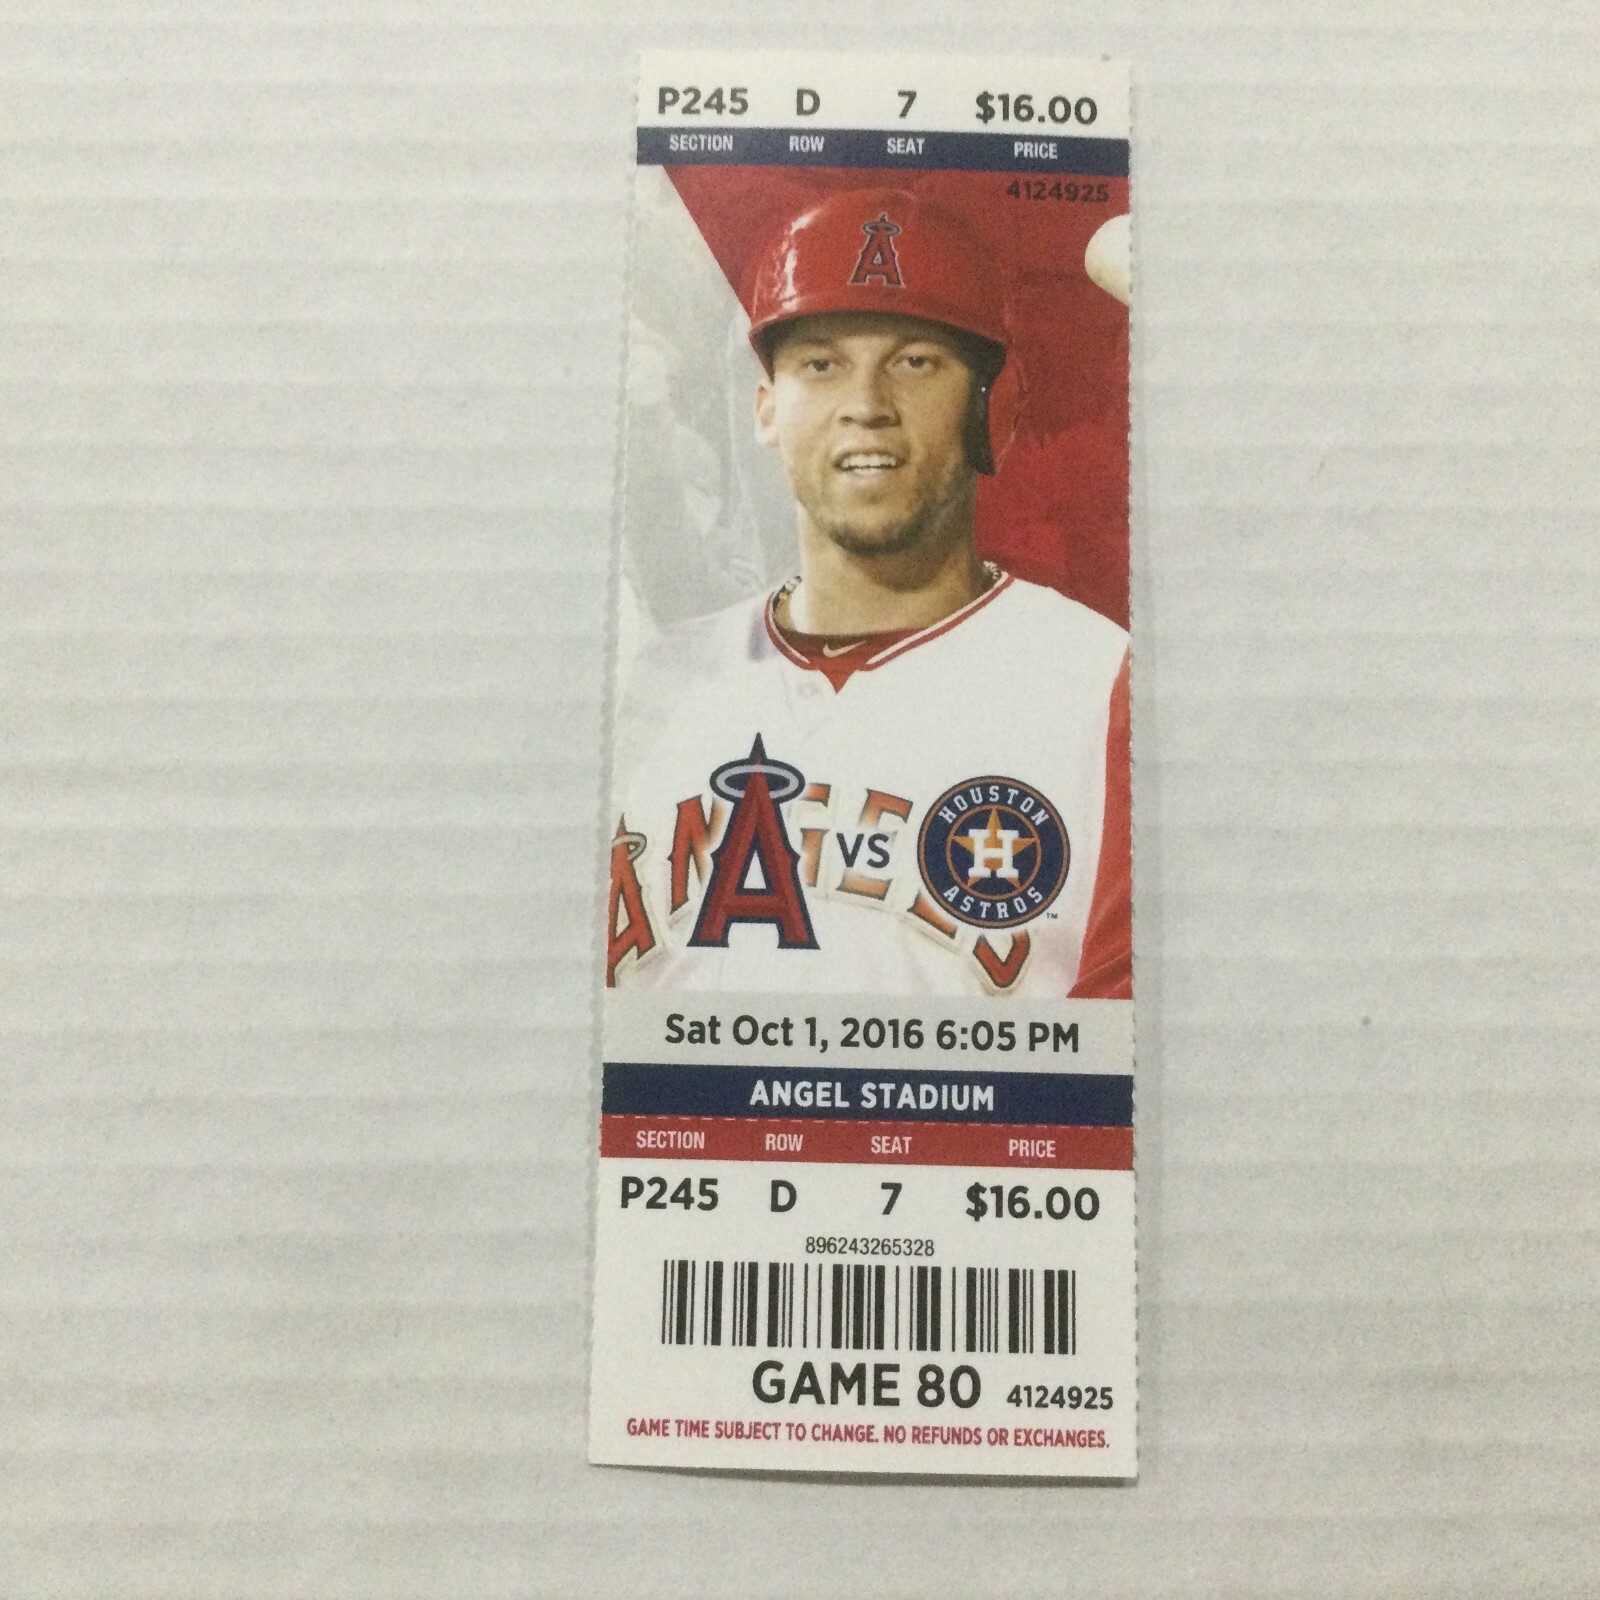 P245 D 7 $16.00
SECTION ROW SEAT PRICE
4124925
A
ANGELS
A VS HOUSTON H ASTROS TM
Sat Oct 1, 2016 6:05 PM
ANGEL STADIUM
SECTION ROW SEAT PRICE
P245 D 7 $16.00
896243265328
GAME 80 4124925
GAME TIME SUBJECT TO CHANGE. NO REFUNDS OR EXCHANGES.